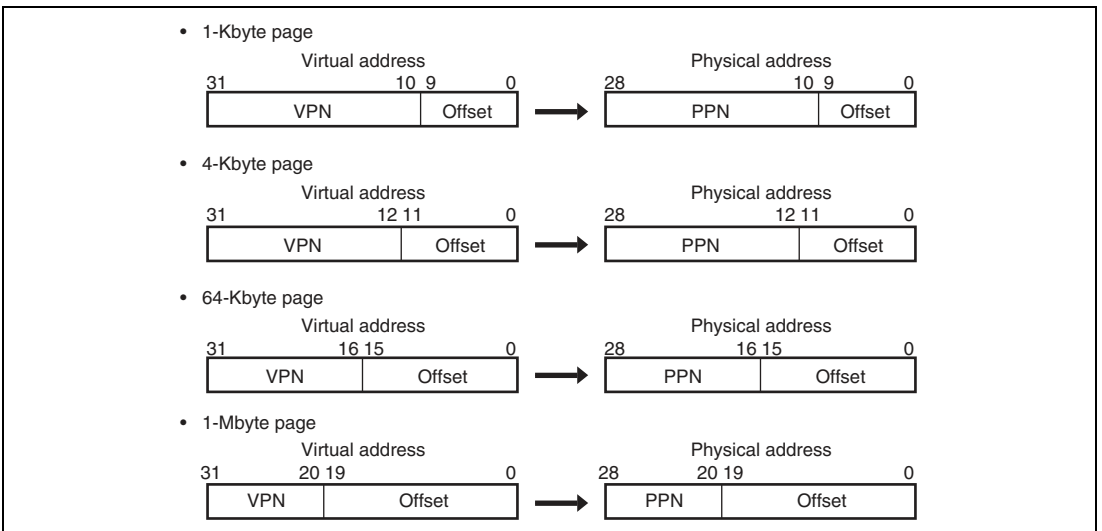 • 1-Kbyte page
Virtual address Physical address
31 10 9 0 28 10 9 0
VPN Offset PPN Offset
• 4-Kbyte page
Virtual address Physical address
31 12 11 0 28 12 11 0
VPN Offset PPN Offset
• 64-Kbyte page
Virtual address Physical address
31 16 15 0 28 16 15 0
VPN Offset PPN Offset
• 1-Mbyte page
Virtual address Physical address
31 20 19 0 28 20 19 0
VPN Offset PPN Offset